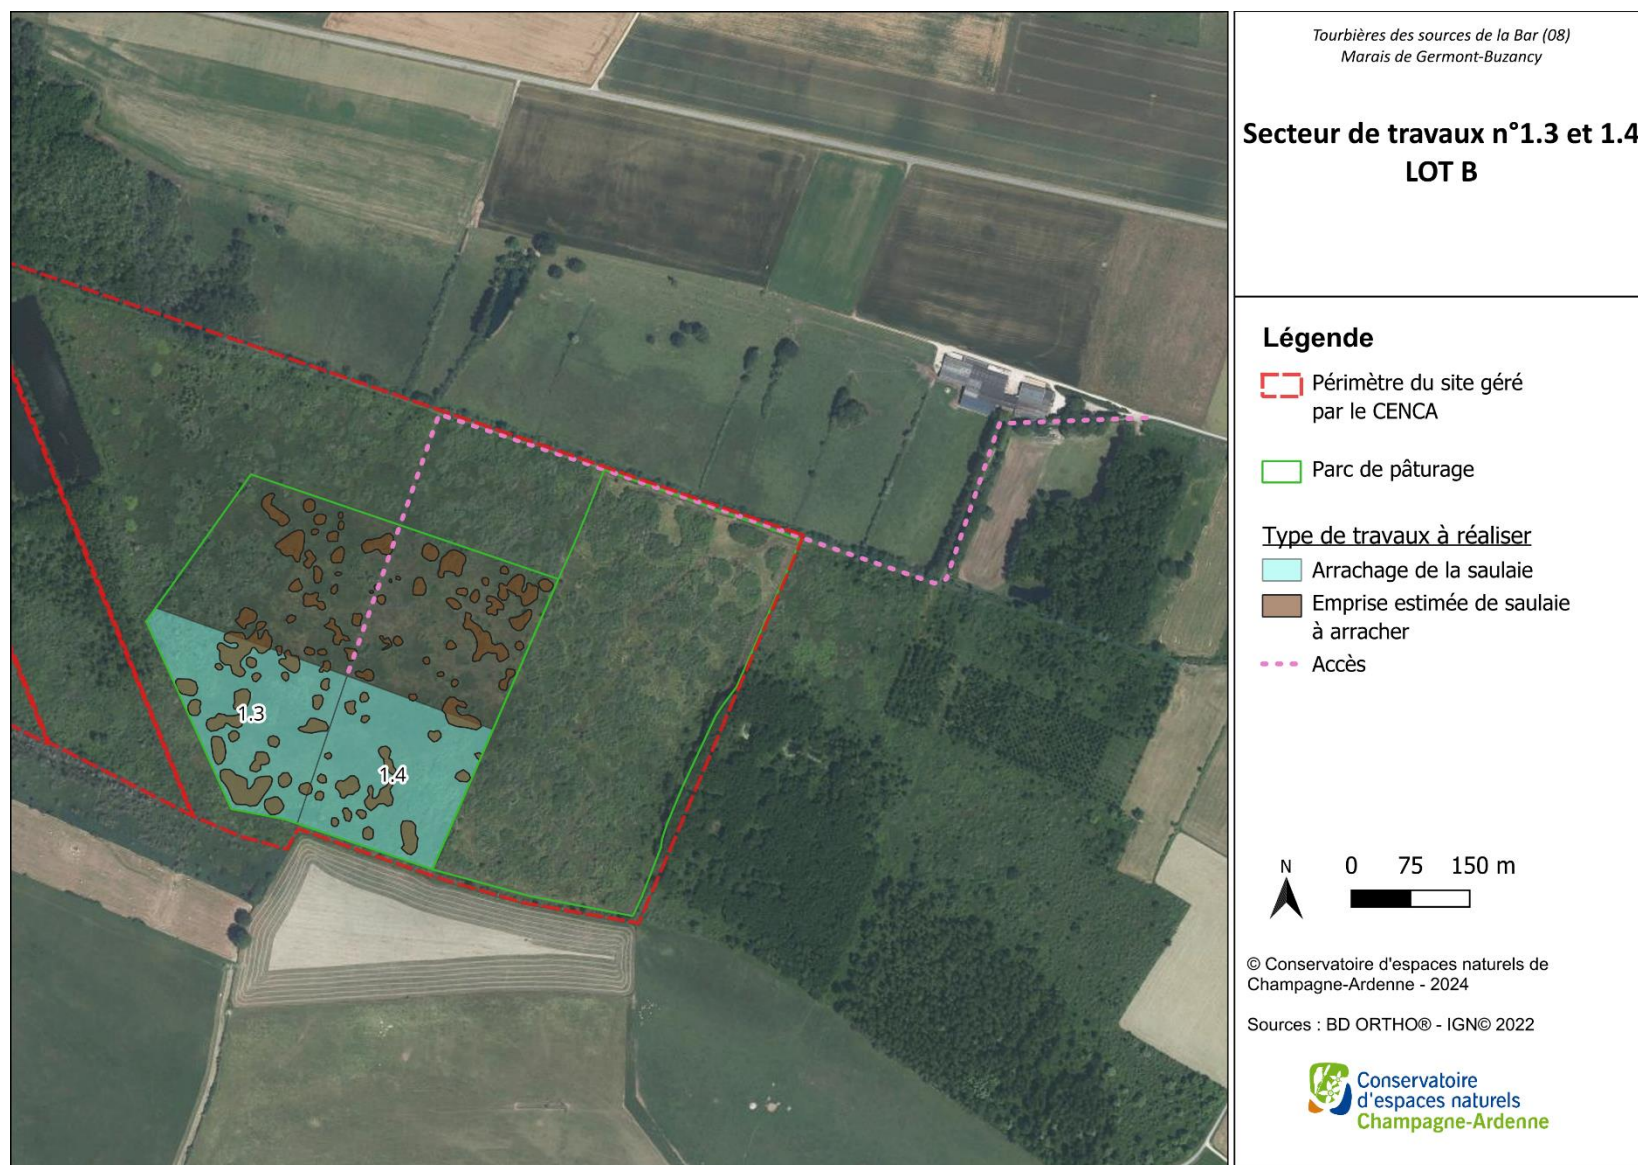 Tourbières des sources de la Bar (08)
Marais de Germont-Buzancy
Secteur de travaux n°1.3 et 1.4
LOT B
Légende
Périmètre du site géré
par le CENCA
Parc de pâturage
Type de travaux à réaliser
Arrachage de la saulaie
Emprise estimée de saulaie
à arracher
Accès
1.3
1.4
N
0 75 150 m
© Conservatoire d'espaces naturels de
Champagne-Ardenne - 2024
Sources : BD ORTHO® - IGN© 2022
Conservatoire
d'espaces naturels
Champagne-Ardenne